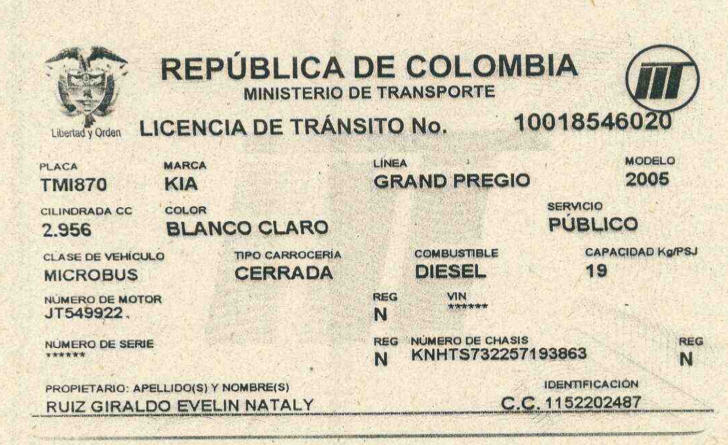 REPÚBLICA DE COLOMBIA
MINISTERIO DE TRANSPORTE
Libertad y Orden
LICENCIA DE TRÁNSITO No. 10018546020
PLACA MARCA LÍNEA MODELO
TMI870 KIA GRAND PREGIO 2005
CILINDRADA CC COLOR SERVICIO
2.956 BLANCO CLARO PÚBLICO
CLASE DE VEHÍCULO TIPO CARROCERÍA COMBUSTIBLE CAPACIDAD Kg/PSJ
MICROBUS CERRADA DIESEL 19
NÚMERO DE MOTOR REG VIN
JT549922 N ******
NÚMERO DE SERIE REG NÚMERO DE CHASIS REG
****** N KNHTS732257193863 N
PROPIETARIO: APELLIDO(S) Y NOMBRE(S) IDENTIFICACIÓN
RUIZ GIRALDO EVELIN NATALY C.C. 1152202487